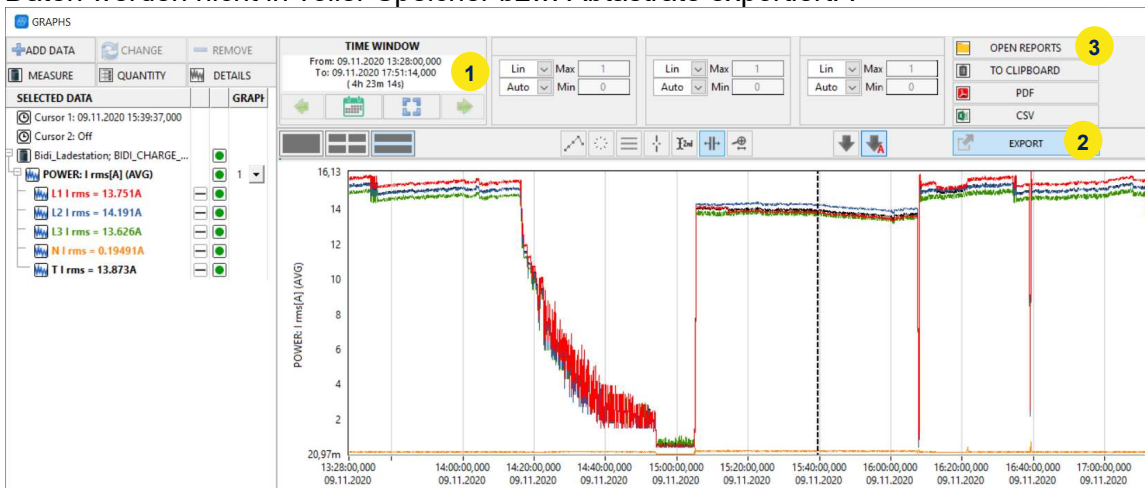 Daten werden nicht in voller Speicher bzw. Abtastrate exportiert.
GRAPHS
ADD DATA CHANGE REMOVE
MEASURE QUANTITY DETAILS
SELECTED DATA GRAPH
Cursor 1: 09.11.2020 15:39:37,000
Cursor 2: Off
Bidi_Ladestation; BIDI_CHARGE_...
POWER: I rms[A] (AVG) 1
L1 I rms = 13.751A
L2 I rms = 14.191A
L3 I rms = 13.626A
N I rms = 0.19491A
T I rms = 13.873A
TIME WINDOW
From: 09.11.2020 13:28:00,000
To: 09.11.2020 17:51:14,000
( 4h 23m 14s)
1
Lin Max 1
Auto Min 0
Lin Max 1
Auto Min 0
Lin Max 1
Auto Min 0
OPEN REPORTS 3
TO CLIPBOARD
PDF
CSV
EXPORT 2
POWER: I rms[A] (AVG)
16,13
14
12
10
8
6
4
2
20,97m
13:28:00,000 14:00:00,000 14:20:00,000 14:40:00,000 15:00:00,000 15:20:00,000 15:40:00,000 16:00:00,000 16:20:00,000 16:40:00,000 17:00:00,000
09.11.2020 09.11.2020 09.11.2020 09.11.2020 09.11.2020 09.11.2020 09.11.2020 09.11.2020 09.11.2020 09.11.2020 09.11.2020